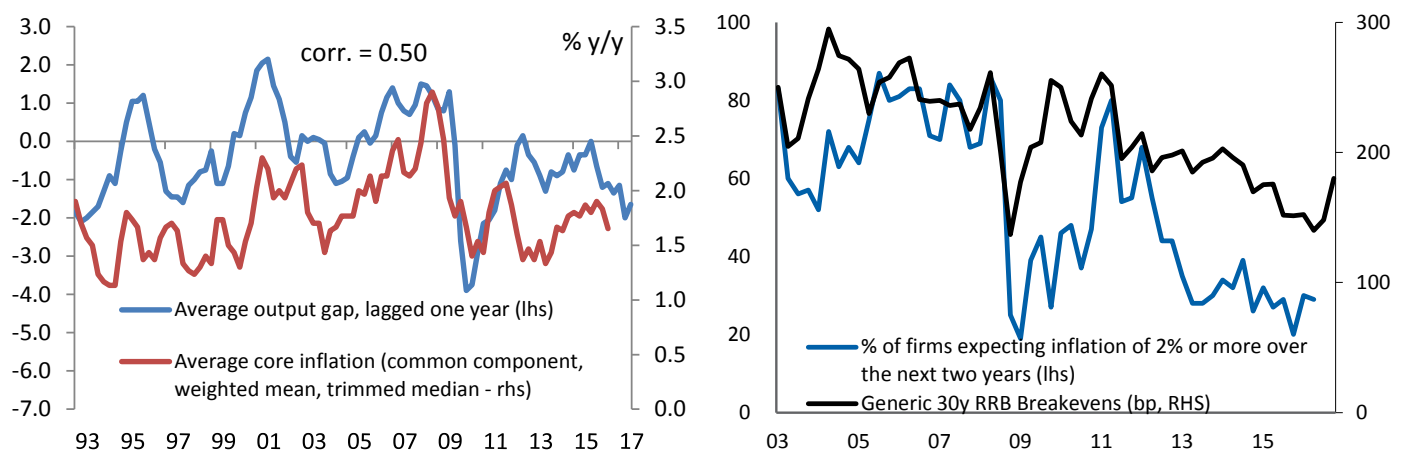 3.0
2.0
1.0
0.0
-1.0
-2.0
-3.0
-4.0
-5.0
-6.0
-7.0
corr. = 0.50
% y/y
3.5
3.0
2.5
2.0
1.5
1.0
0.5
0.0
Average output gap, lagged one year (lhs)
Average core inflation (common component,
weighted mean, trimmed median - rhs)
93 95 97 99 01 03 05 07 09 11 13 15 17
100
80
60
40
20
0
300
200
100
0
% of firms expecting inflation of 2% or more over
the next two years (lhs)
Generic 30y RRB Breakevens (bp, RHS)
03 05 07 09 11 13 15